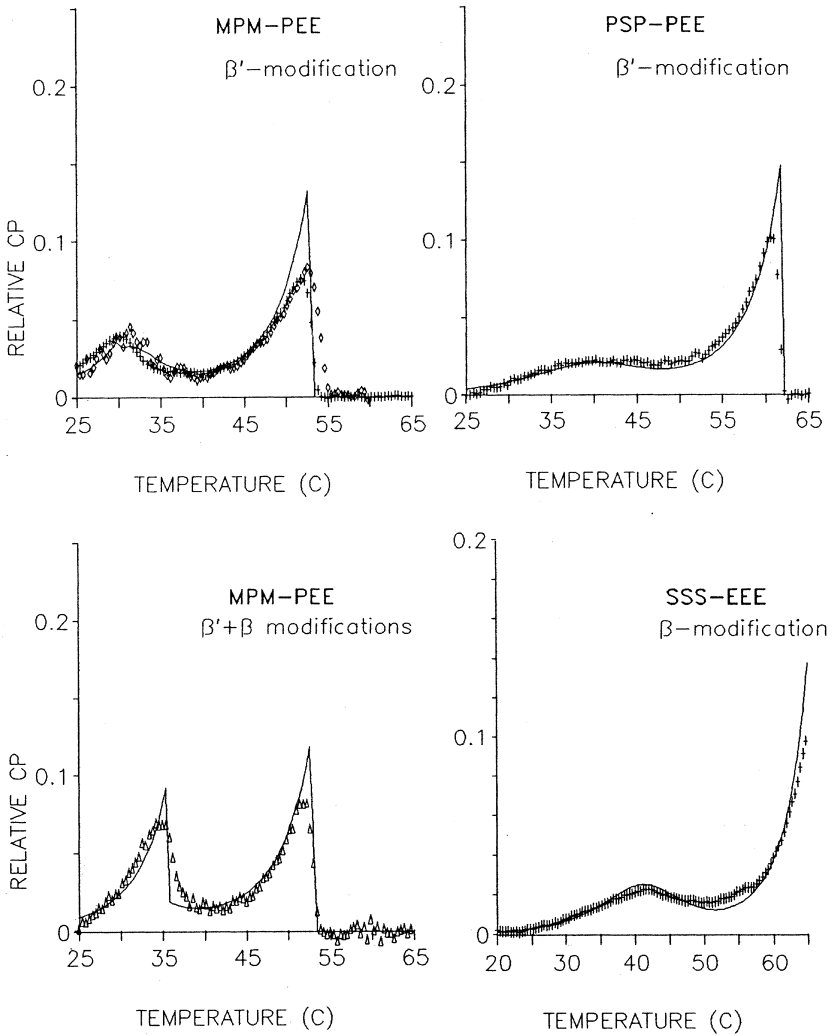 MPM-PEE
β'-modification
0.2
0.1
0
RELATIVE CP
25 35 45 55 65
TEMPERATURE (C)
PSP-PEE
β'-modification
0.2
0.1
0
25 35 45 55 65
TEMPERATURE (C)
MPM-PEE
β'+β modifications
0.2
0.1
0
RELATIVE CP
25 35 45 55 65
TEMPERATURE (C)
SSS-EEE
β-modification
0.2
0.1
0
20 30 40 50 60
TEMPERATURE (C)